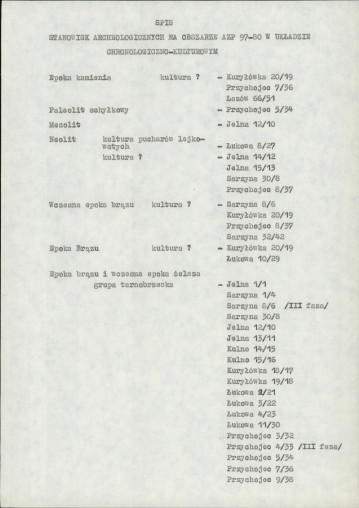 SPIS
STANOWISK ARCHEOLOGICZNYCH NA OBSZARZE AZP 97-80 W UKŁADZIE
CHRONOLOGICZNO-KULTUROWYM
Epoka kamienia kultura ? - Kuryłówka 20/19
Przychojec 7/36
Lozów 66/51
Paleolit schyłkowy - Przychojec 5/34
Mezolit - Jelna 12/10
Neolit kultura pucharów lejko-
watych - Łukowa 8/27
kultura ? - Jelna 14/12
Jelna 15/13
Sarzyna 30/8
Przychojec 8/37
Wczesna epoka brązu kultura ? - Sarzyna 8/6
Kuryłówka 20/19
Przychojec 8/37
Sarzyna 32/42
Epoka Brązu kultura ? - Kuryłówka 20/19
Łukowa 10/29
Epoka brązu i wczesna epoka żelaza
grupa tarnobrzeska - Jelna 1/1
Sarzyna 1/4
Sarzyna 8/6 /III faza/
Sarzyna 30/8
Jelna 12/10
Jelna 13/11
Kulno 14/15
Kulno 15/16
Kuryłówka 18/17
Kuryłówka 19/18
Łukowa 2/21
Łukowa 3/22
Łukowa 4/23
Łukowa 11/30
Przychojec 3/32
Przychojec 4/33 /III faza/
Przychojec 5/34
Przychojec 7/36
Przychojec 9/38